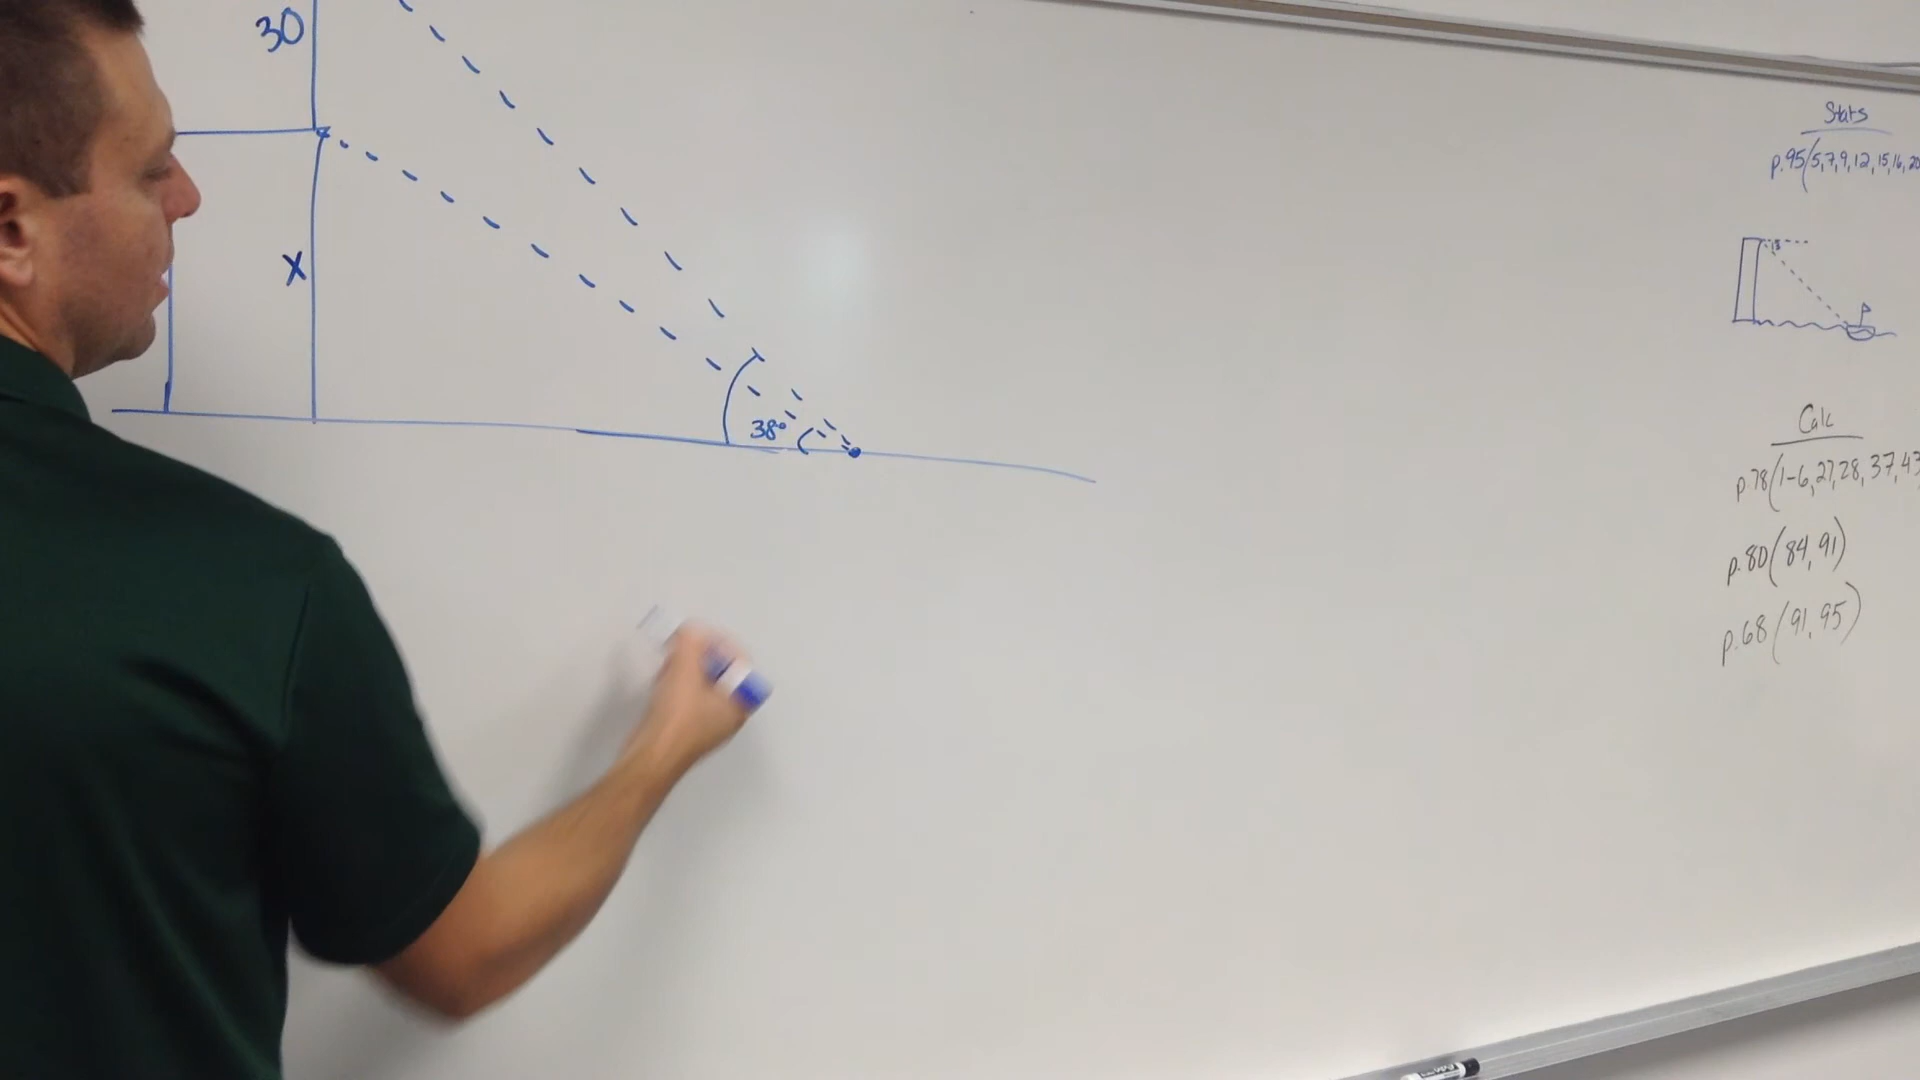 30
X
38°
Stats
p.95(5,7,9,12,15,16,20
Calc
p.78(1-6,27,28,37,43
p.80(84,91)
p.68(91,95)